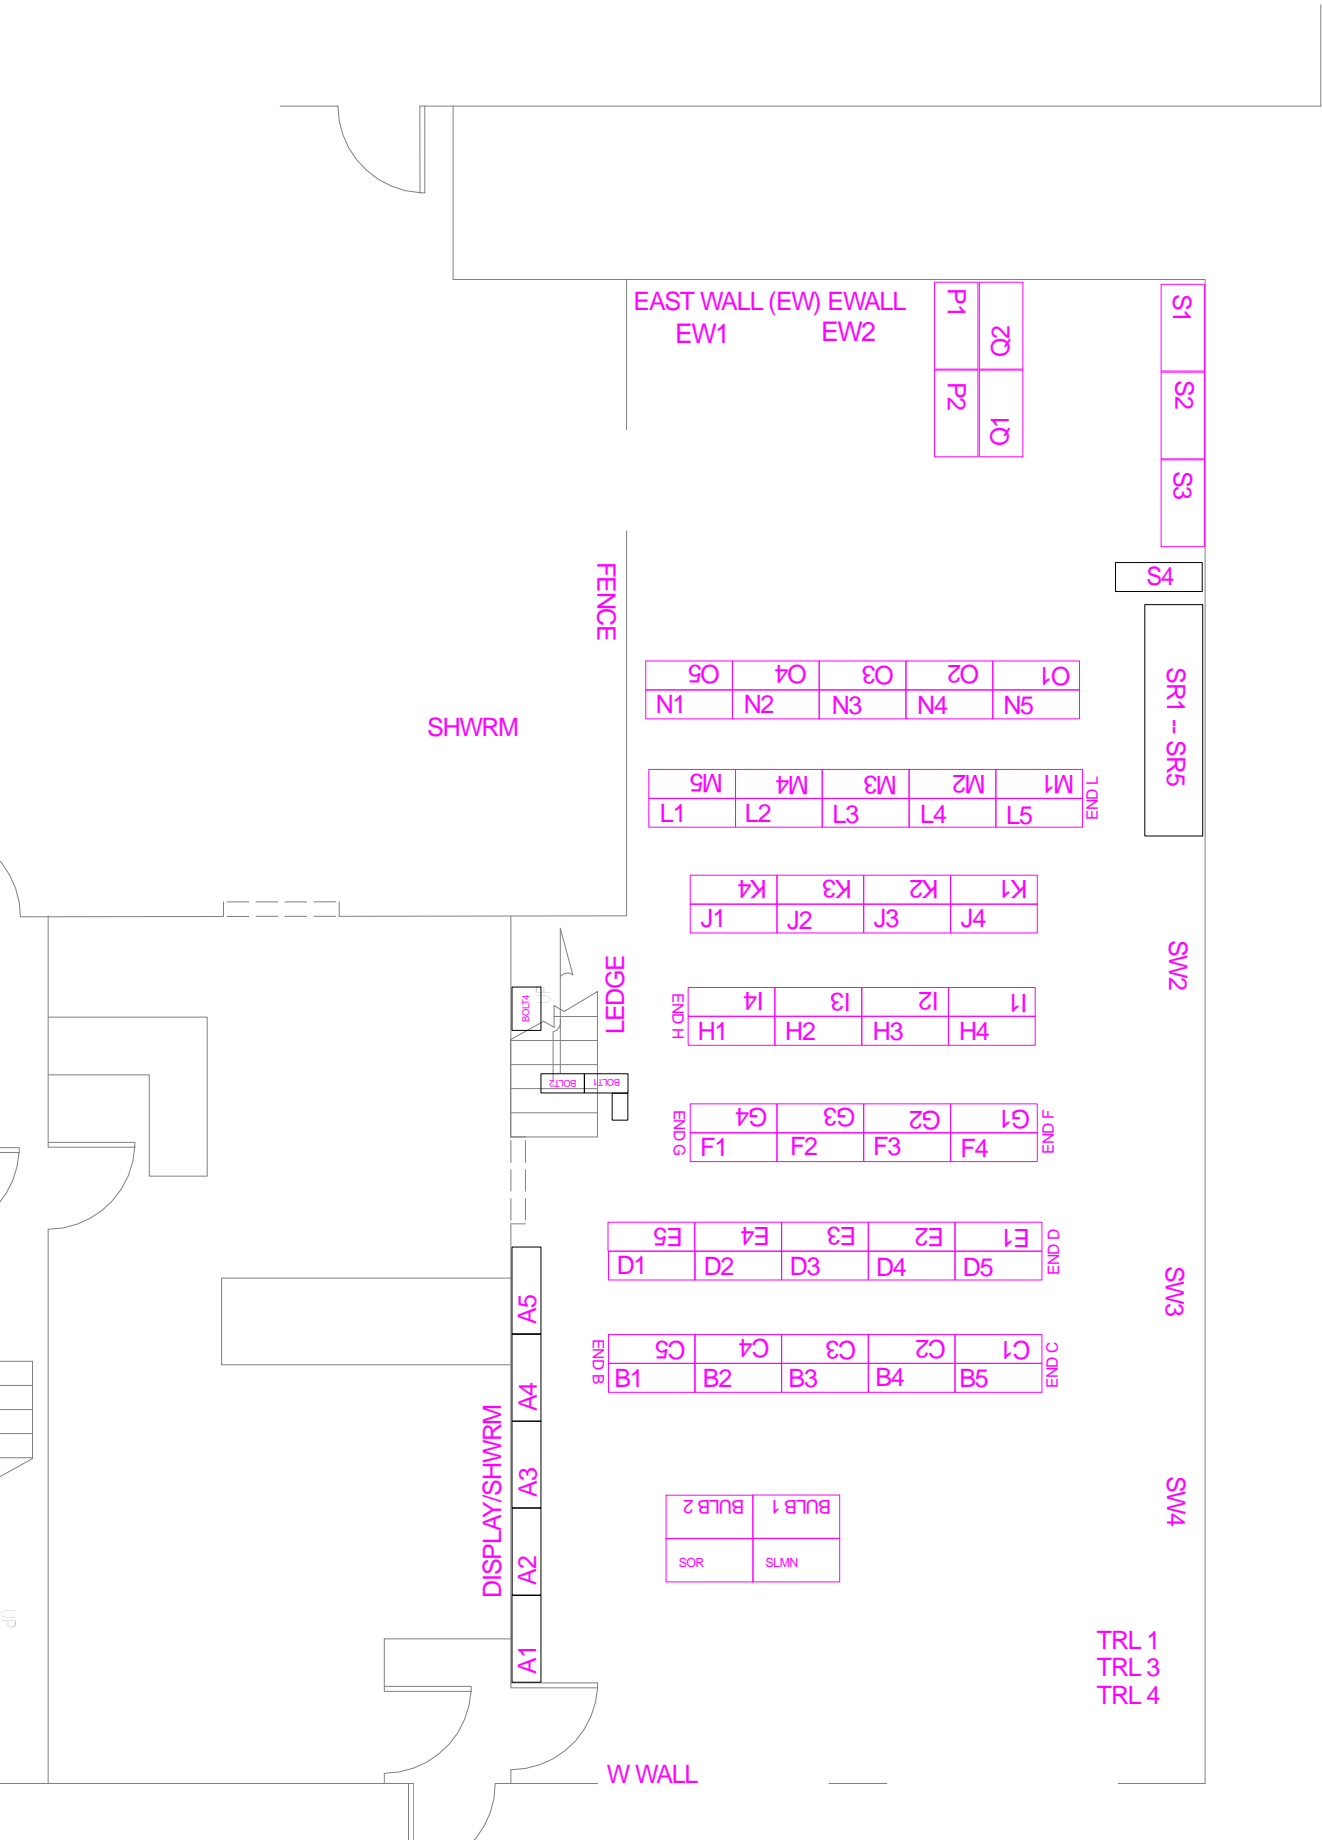 EAST WALL (EW) EWALL
EW1
EW2
P1
Q2
P2
Q1
S1
S2
S3
S4
SR1 -- SR5
FENCE
SHWRM
O5
O4
O3
O2
O1
N1
N2
N3
N4
N5
M5
M4
M3
M2
M1
L1
L2
L3
L4
L5
END L
K4
K3
K2
K1
J1
J2
J3
J4
SW2
LEDGE
BOLT4
UP
END H
I4
I3
I2
I1
H1
H2
H3
H4
BOLT2
BOLT1
END G
G4
G3
G2
G1
F1
F2
F3
F4
END F
E5
E4
E3
E2
E1
D1
D2
D3
D4
D5
END D
SW3
A5
A4
A3
A2
A1
DISPLAY/SHWRM
END B
C5
C4
C3
C2
C1
B1
B2
B3
B4
B5
END C
SW4
BULB 2
BULB 1
SOR
SLMN
UP
TRL 1
TRL 3
TRL 4
W WALL